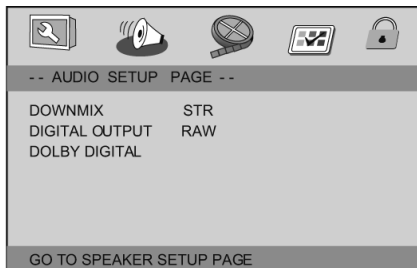 -- AUDIO SETUP PAGE --
DOWNMIX STR
DIGITAL OUTPUT RAW
DOLBY DIGITAL
GO TO SPEAKER SETUP PAGE